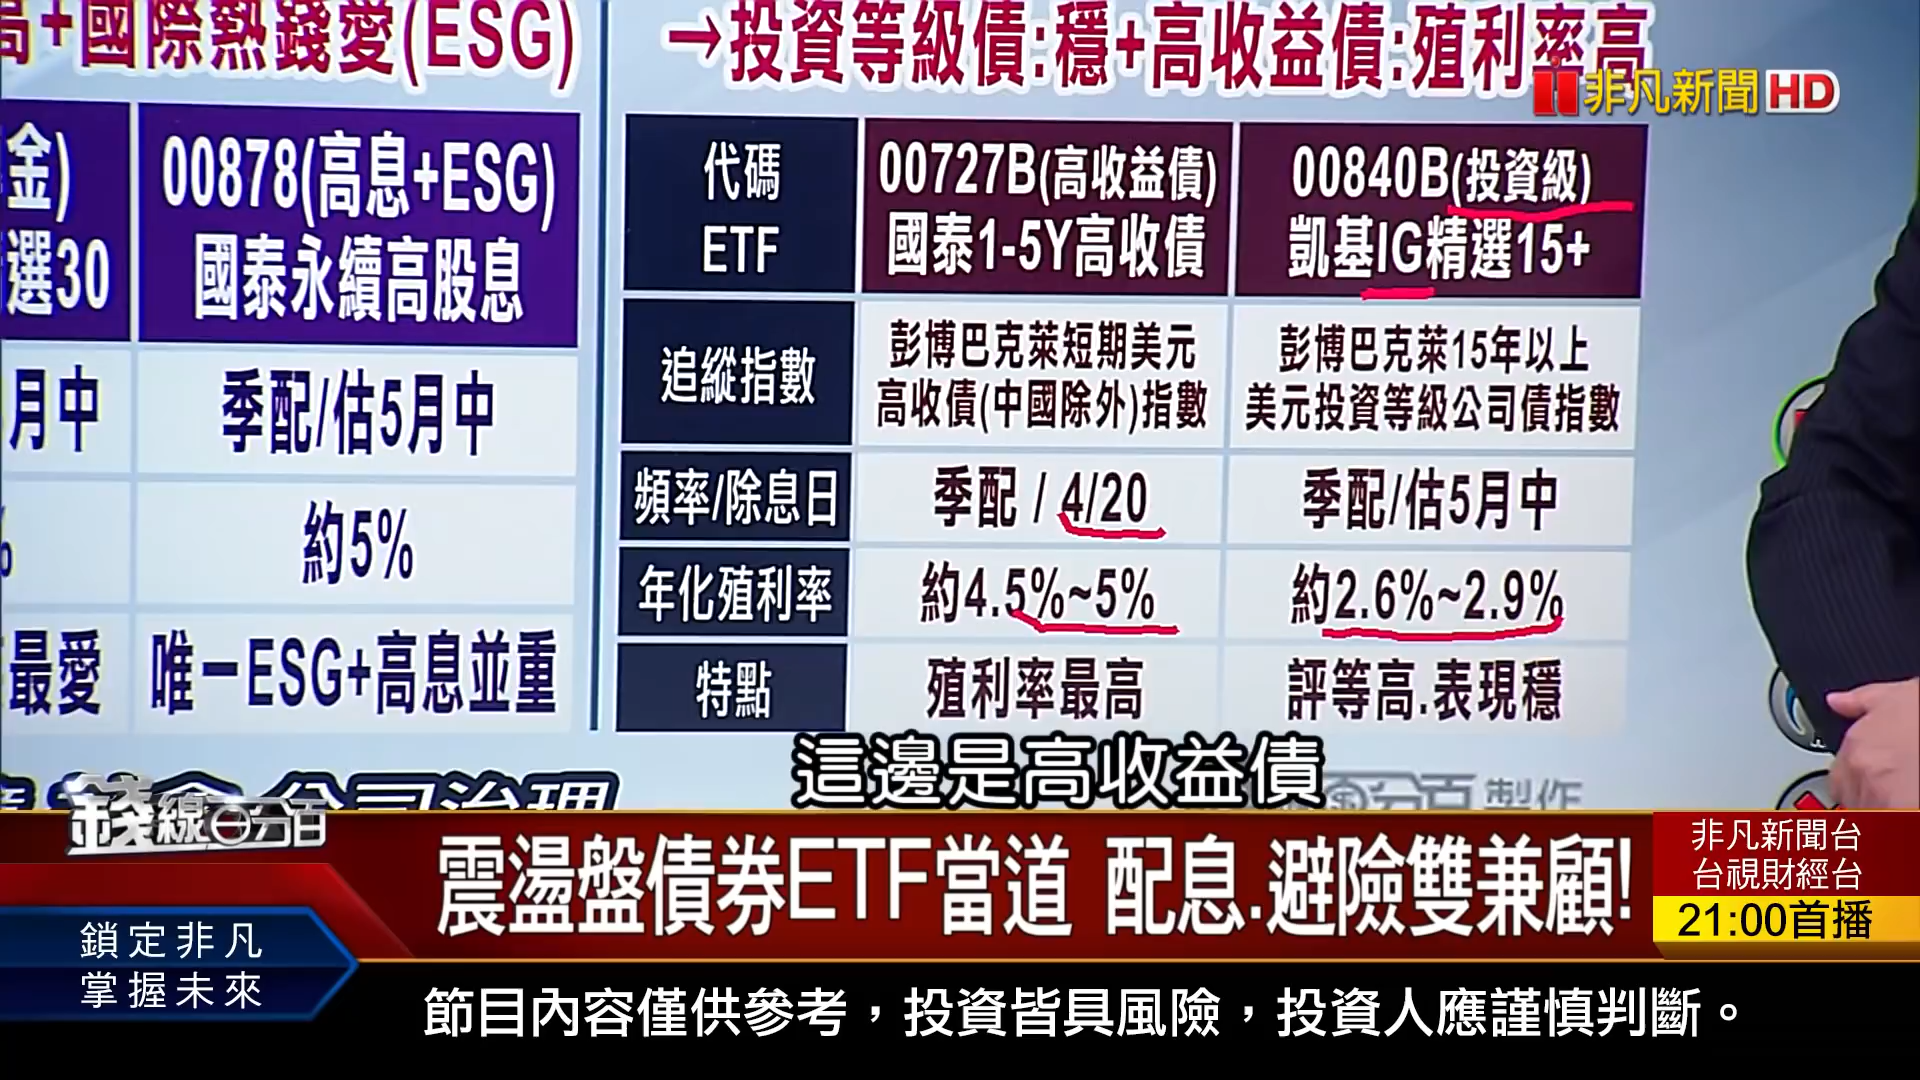 高+國際熱錢愛(ESG)
→投資等級債:穩+高收益債:殖利率高
非凡新聞 HD
金)
選30
00878(高息+ESG)
國泰永續高股息
月中
季配/估5月中
%
約5%
最愛
唯一ESG+高息並重
代碼
ETF
00727B(高收益債)
國泰1-5Y高收債
00840B(投資級)
凱基IG精選15+
追縱指數
彭博巴克萊短期美元
高收債(中國除外)指數
彭博巴克萊15年以上
美元投資等級公司債指數
頻率/除息日
季配 / 4/20
季配/估5月中
年化殖利率
約4.5%~5%
約2.6%~2.9%
特點
殖利率最高
評等高.表現穩
公司治理
這邊是高收益債
分百製作
錢線百分百
震盪盤債券ETF當道 配息.避險雙兼顧!
非凡新聞台
台視財經台
21:00首播
鎖定非凡
掌握未來
節目內容僅供參考，投資皆具風險，投資人應謹慎判斷。